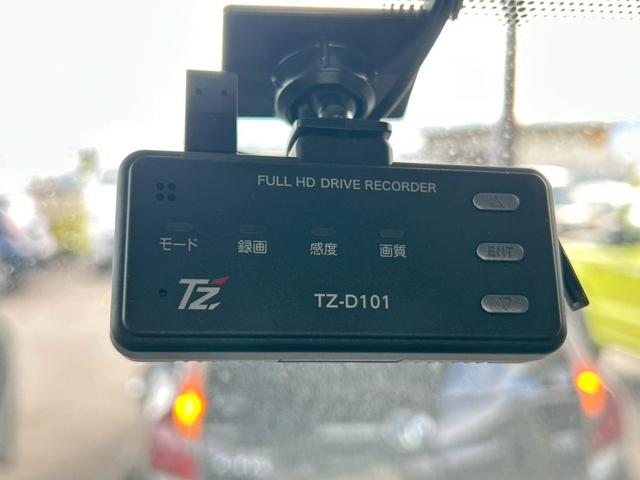 FULL HD DRIVE RECORDER
モード 録画 感度 画質
ENT
TZ
TZ-D101